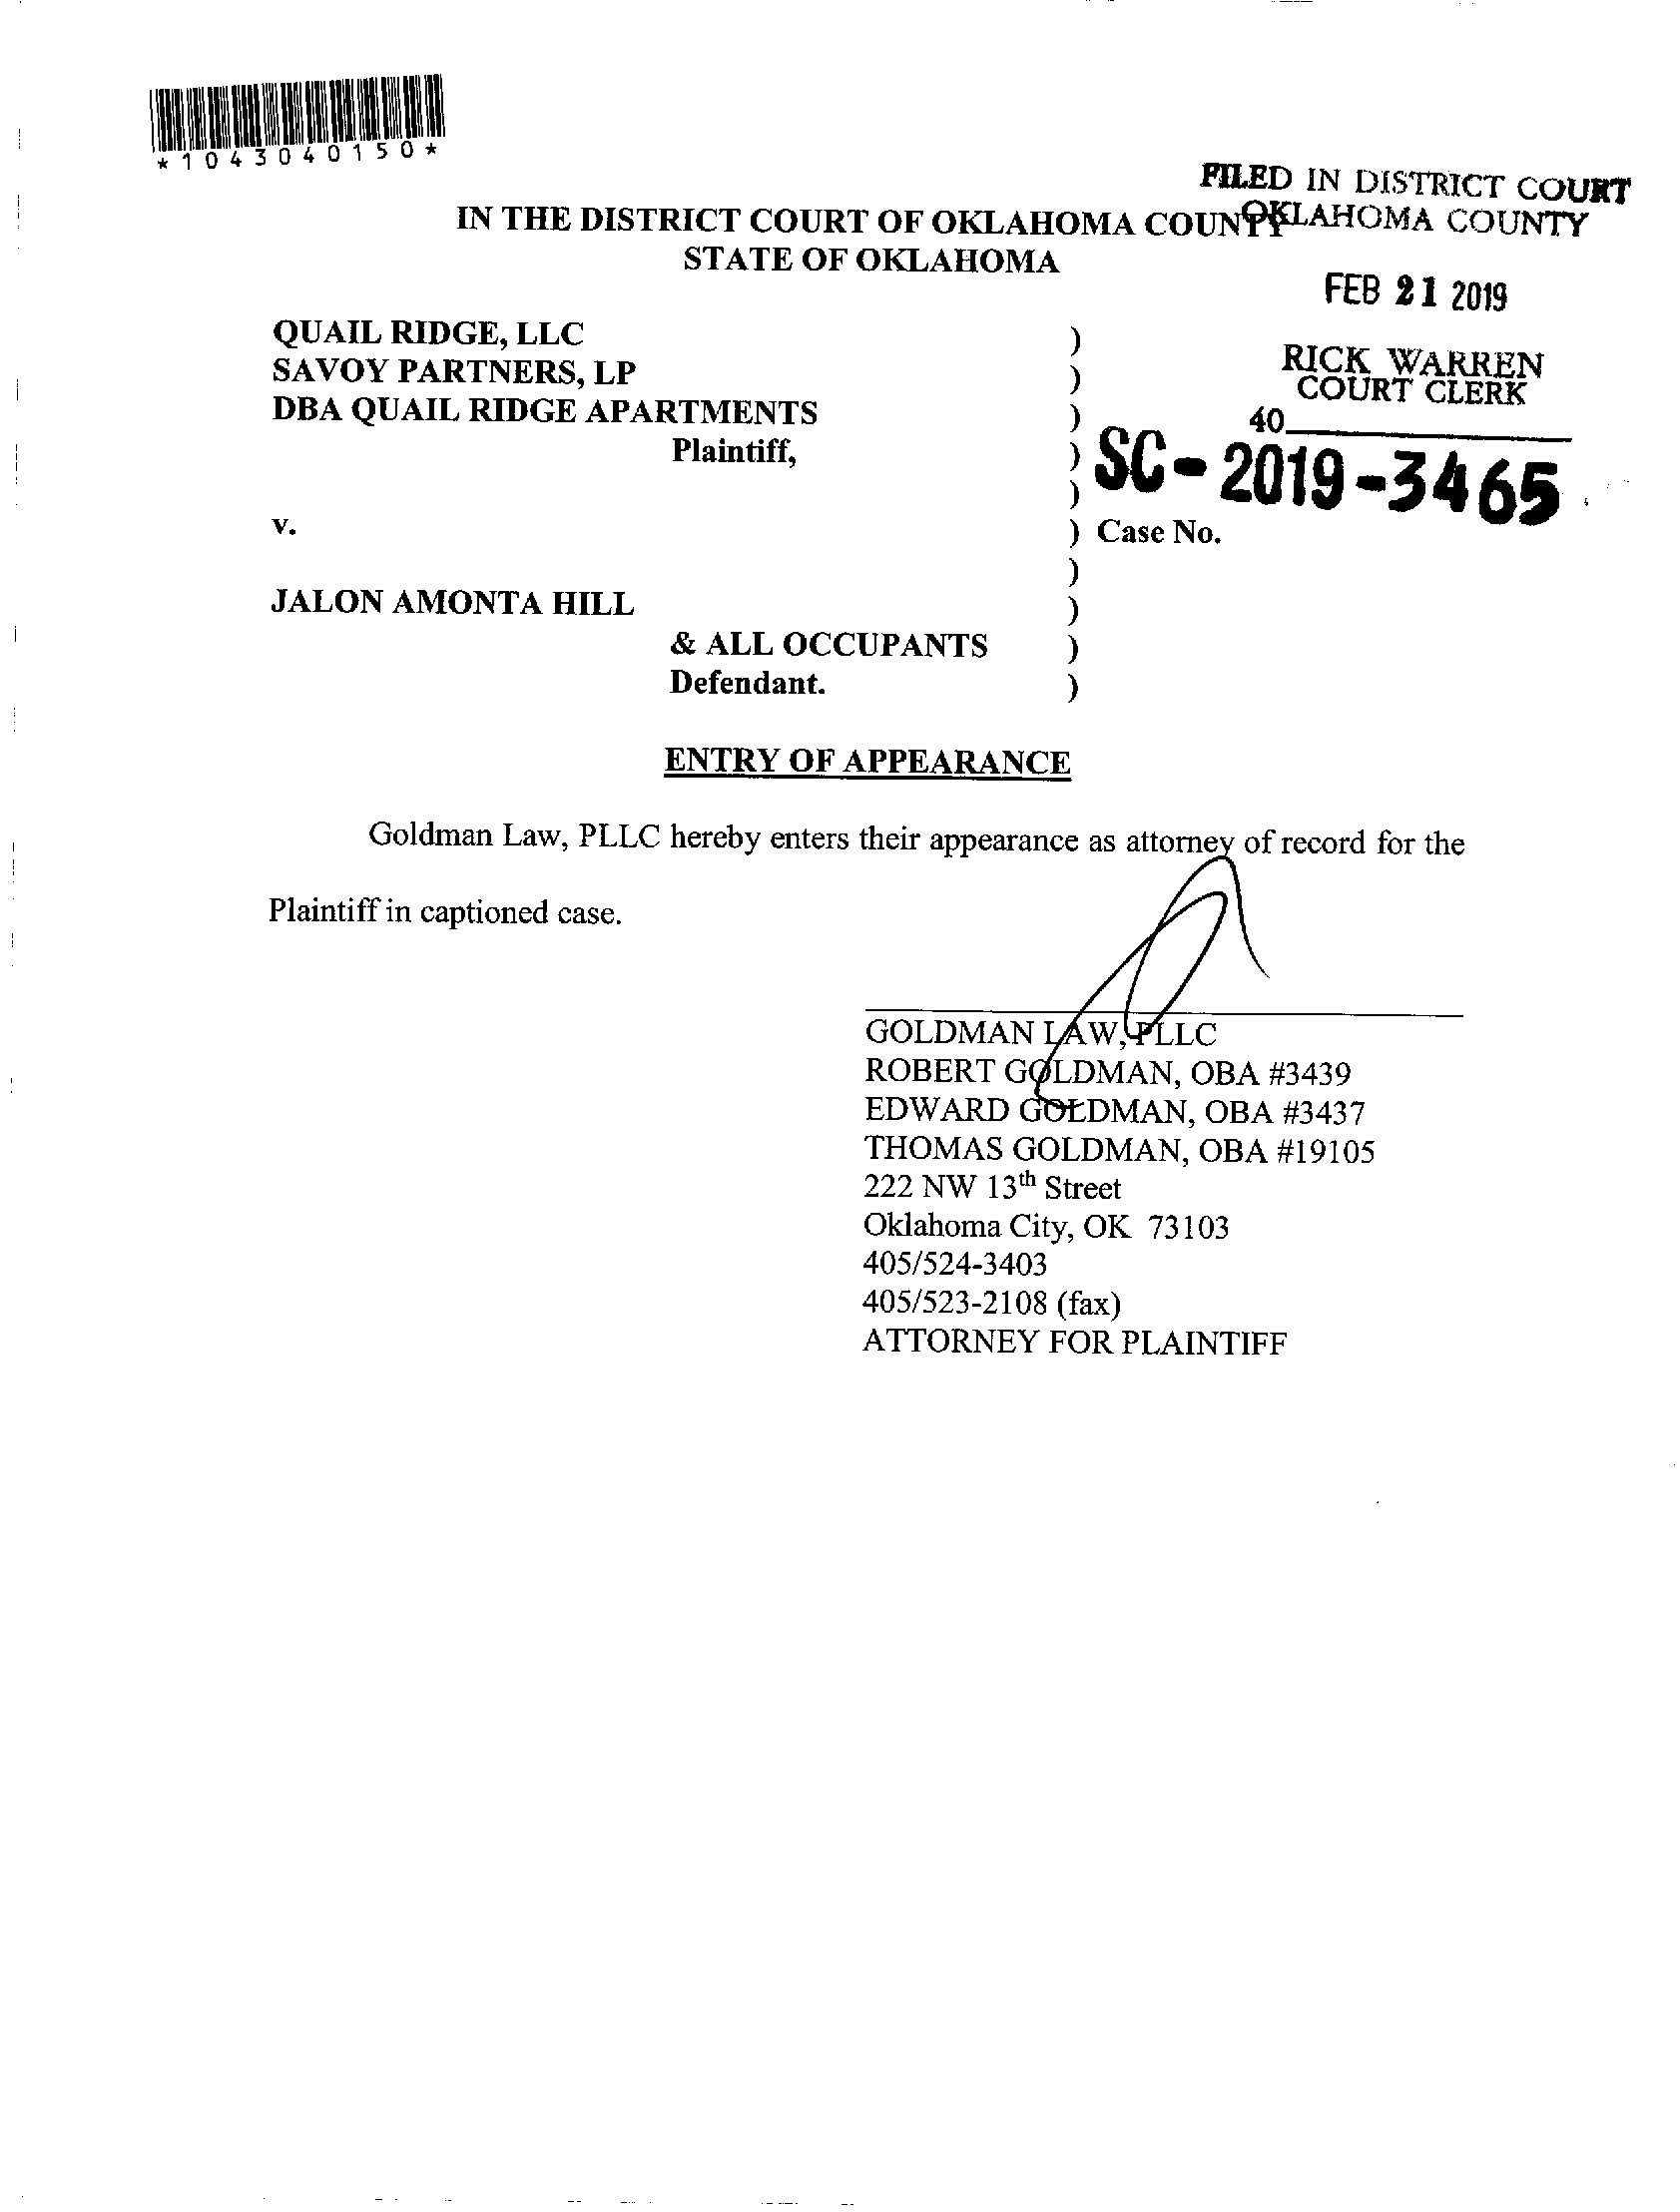 *1043040150*
FILED IN DISTRICT COURT
OKLAHOMA COUNTY
IN THE DISTRICT COURT OF OKLAHOMA COUNTY
STATE OF OKLAHOMA
FEB 21 2019
QUAIL RIDGE, LLC )
SAVOY PARTNERS, LP )
DBA QUAIL RIDGE APARTMENTS )
Plaintiff, )
RICK WARREN
COURT CLERK
40
SC-2019-3465
)
v. ) Case No.
)
JALON AMONTA HILL )
& ALL OCCUPANTS )
Defendant. )
ENTRY OF APPEARANCE
Goldman Law, PLLC hereby enters their appearance as attorney of record for the
Plaintiff in captioned case.
GOLDMAN LAW, PLLC
ROBERT GOLDMAN, OBA #3439
EDWARD GOLDMAN, OBA #3437
THOMAS GOLDMAN, OBA #19105
222 NW 13th Street
Oklahoma City, OK 73103
405/524-3403
405/523-2108 (fax)
ATTORNEY FOR PLAINTIFF